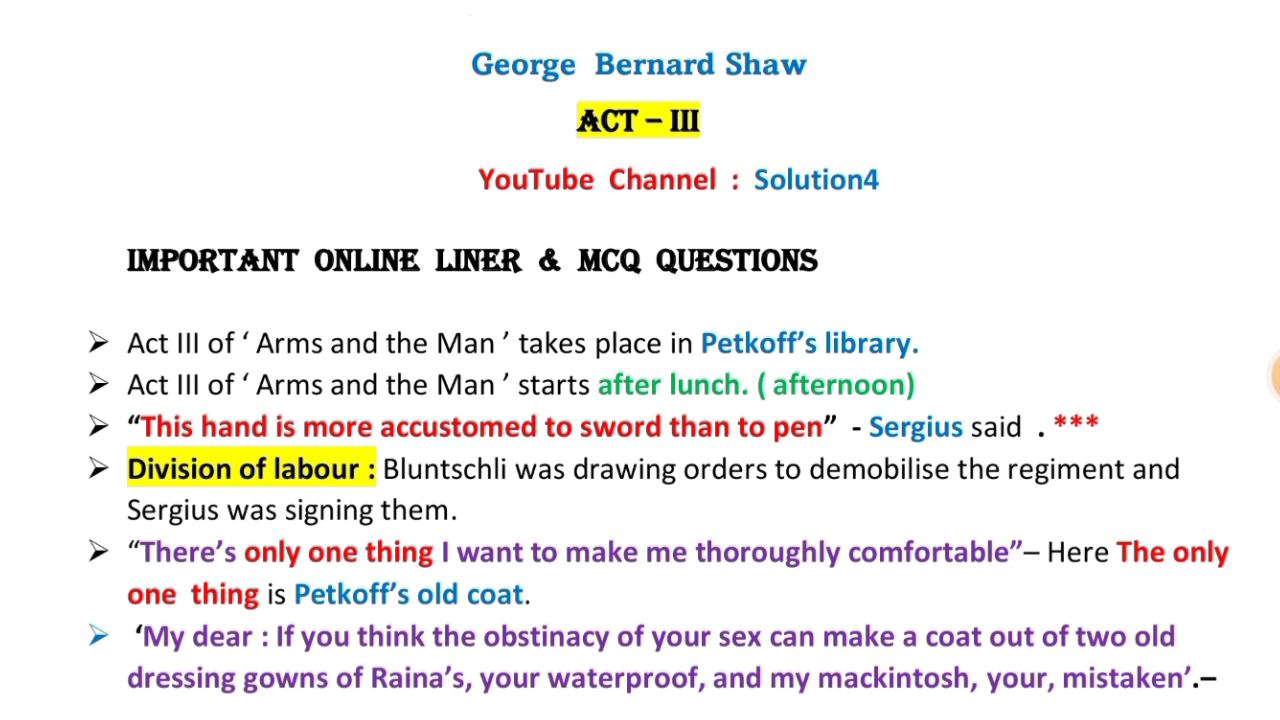 George Bernard Shaw
ACT – III
YouTube Channel : Solution4
IMPORTANT ONLINE LINER & MCQ QUESTIONS
➢ Act III of ‘ Arms and the Man ’ takes place in Petkoff’s library.
➢ Act III of ‘ Arms and the Man ’ starts after lunch. ( afternoon)
➢ “This hand is more accustomed to sword than to pen” - Sergius said . ***
➢ Division of labour : Bluntschli was drawing orders to demobilise the regiment and
Sergius was signing them.
➢ “There’s only one thing I want to make me thoroughly comfortable”– Here The only
one thing is Petkoff’s old coat.
➢ ‘My dear : If you think the obstinacy of your sex can make a coat out of two old
dressing gowns of Raina’s, your waterproof, and my mackintosh, your, mistaken’.–